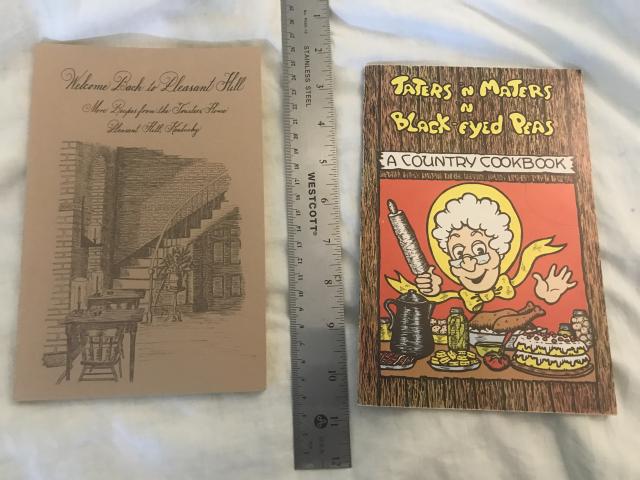 Welcome Back to Pleasant Hill
More Recipes from the Trustees' House
Pleasant Hill, Kentucky
STAINLESS STEEL
WESTCOTT®
1
2
3
4
5
6
7
8
9
10
11
12
TATERS N MATERS
N
BLACK EYED PEAS
A COUNTRY COOKBOOK